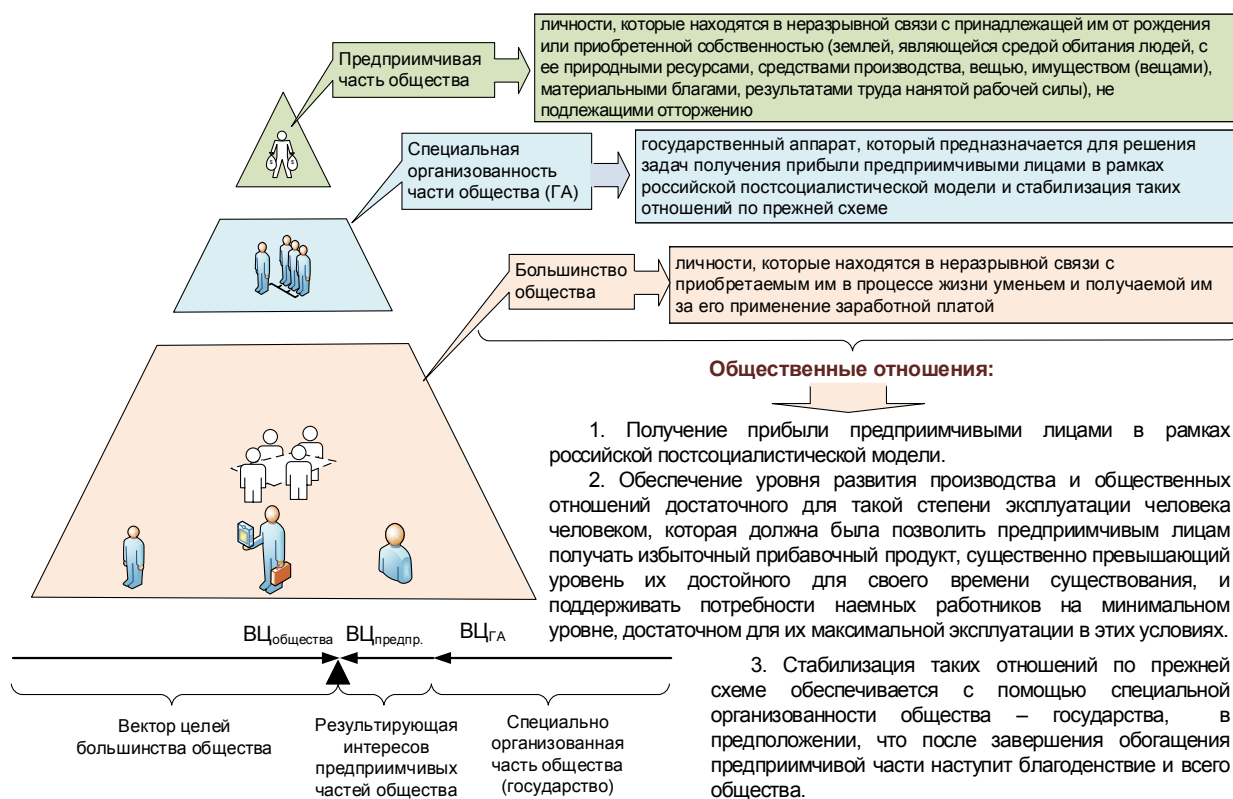 личности, которые находятся в неразрывной связи с принадлежащей им от рождения
или приобретенной собственностью (землей, являющейся средой обитания людей, с
ее природными ресурсами, средствами производства, вещью, имуществом (вещами),
материальными благами, результатами труда нанятой рабочей силы), не
подлежащими отторжению
Предприимчивая
часть общества
Специальная
организованность
части общества (ГА)
государственный аппарат, который предназначается для решения
задач получения прибыли предприимчивыми лицами в рамках
российской постсоциалистической модели и стабилизация таких
отношений по прежней схеме
Большинство
общества
личности, которые находятся в неразрывной связи с
приобретаемым им в процессе жизни уменьем и получаемой им
за его применение заработной платой
Общественные отношения:
1. Получение прибыли предприимчивыми лицами в рамках
российской постсоциалистической модели.
2. Обеспечение уровня развития производства и общественных
отношений достаточного для такой степени эксплуатации человека
человеком, которая должна была позволить предприимчивым лицам
получать избыточный прибавочный продукт, существенно превышающий
уровень их достойного для своего времени существования, и
поддерживать потребности наемных работников на минимальном
уровне, достаточном для их максимальной эксплуатации в этих условиях.
3. Стабилизация таких отношений по прежней
схеме обеспечивается с помощью специальной
организованности общества – государства, в
предположении, что после завершения обогащения
предприимчивой части наступит благоденствие и всего
общества.
ВЦобщества ВЦпредпр. ВЦГА
Вектор целей
большинства общества
Результирующая
интересов
предприимчивых
частей общества
Специально
организованная
часть общества
(государство)